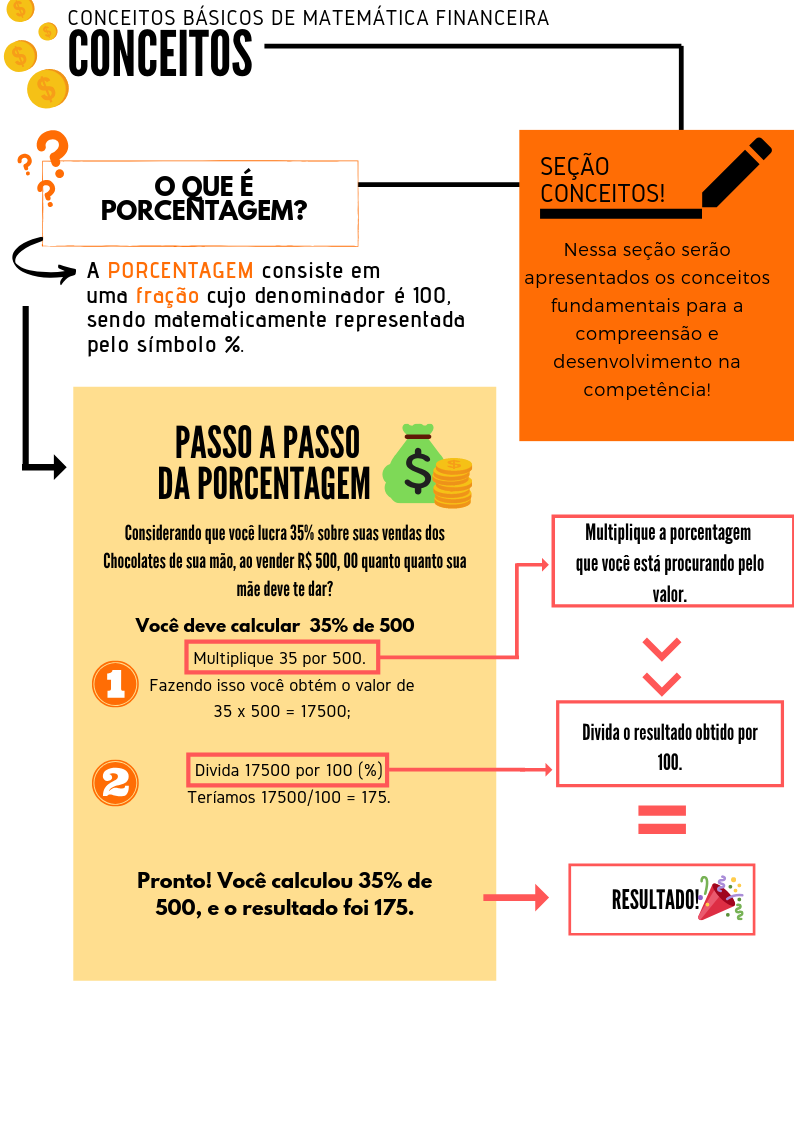 CONCEITOS BÁSICOS DE MATEMÁTICA FINANCEIRA
CONCEITOS
O QUE É
PORCENTAGEM?
A PORCENTAGEM consiste em
uma fração cujo denominador é 100,
sendo matematicamente representada
pelo símbolo %.
SEÇÃO
CONCEITOS!
Nessa seção serão
apresentados os conceitos
fundamentais para a
compreensão e
desenvolvimento na
competência!
PASSO A PASSO
DA PORCENTAGEM
Considerando que você lucra 35% sobre suas vendas dos
Chocolates de sua mão, ao vender R$ 500, 00 quanto quanto sua
mãe deve te dar?
Você deve calcular 35% de 500
1
Multiplique 35 por 500.
Fazendo isso você obtém o valor de
35 x 500 = 17500;
2
Divida 17500 por 100 (%)
Teríamos 17500/100 = 175.
Pronto! Você calculou 35% de
500, e o resultado foi 175.
Multiplique a porcentagem
que você está procurando pelo
valor.
Divida o resultado obtido por
100.
RESULTADO!